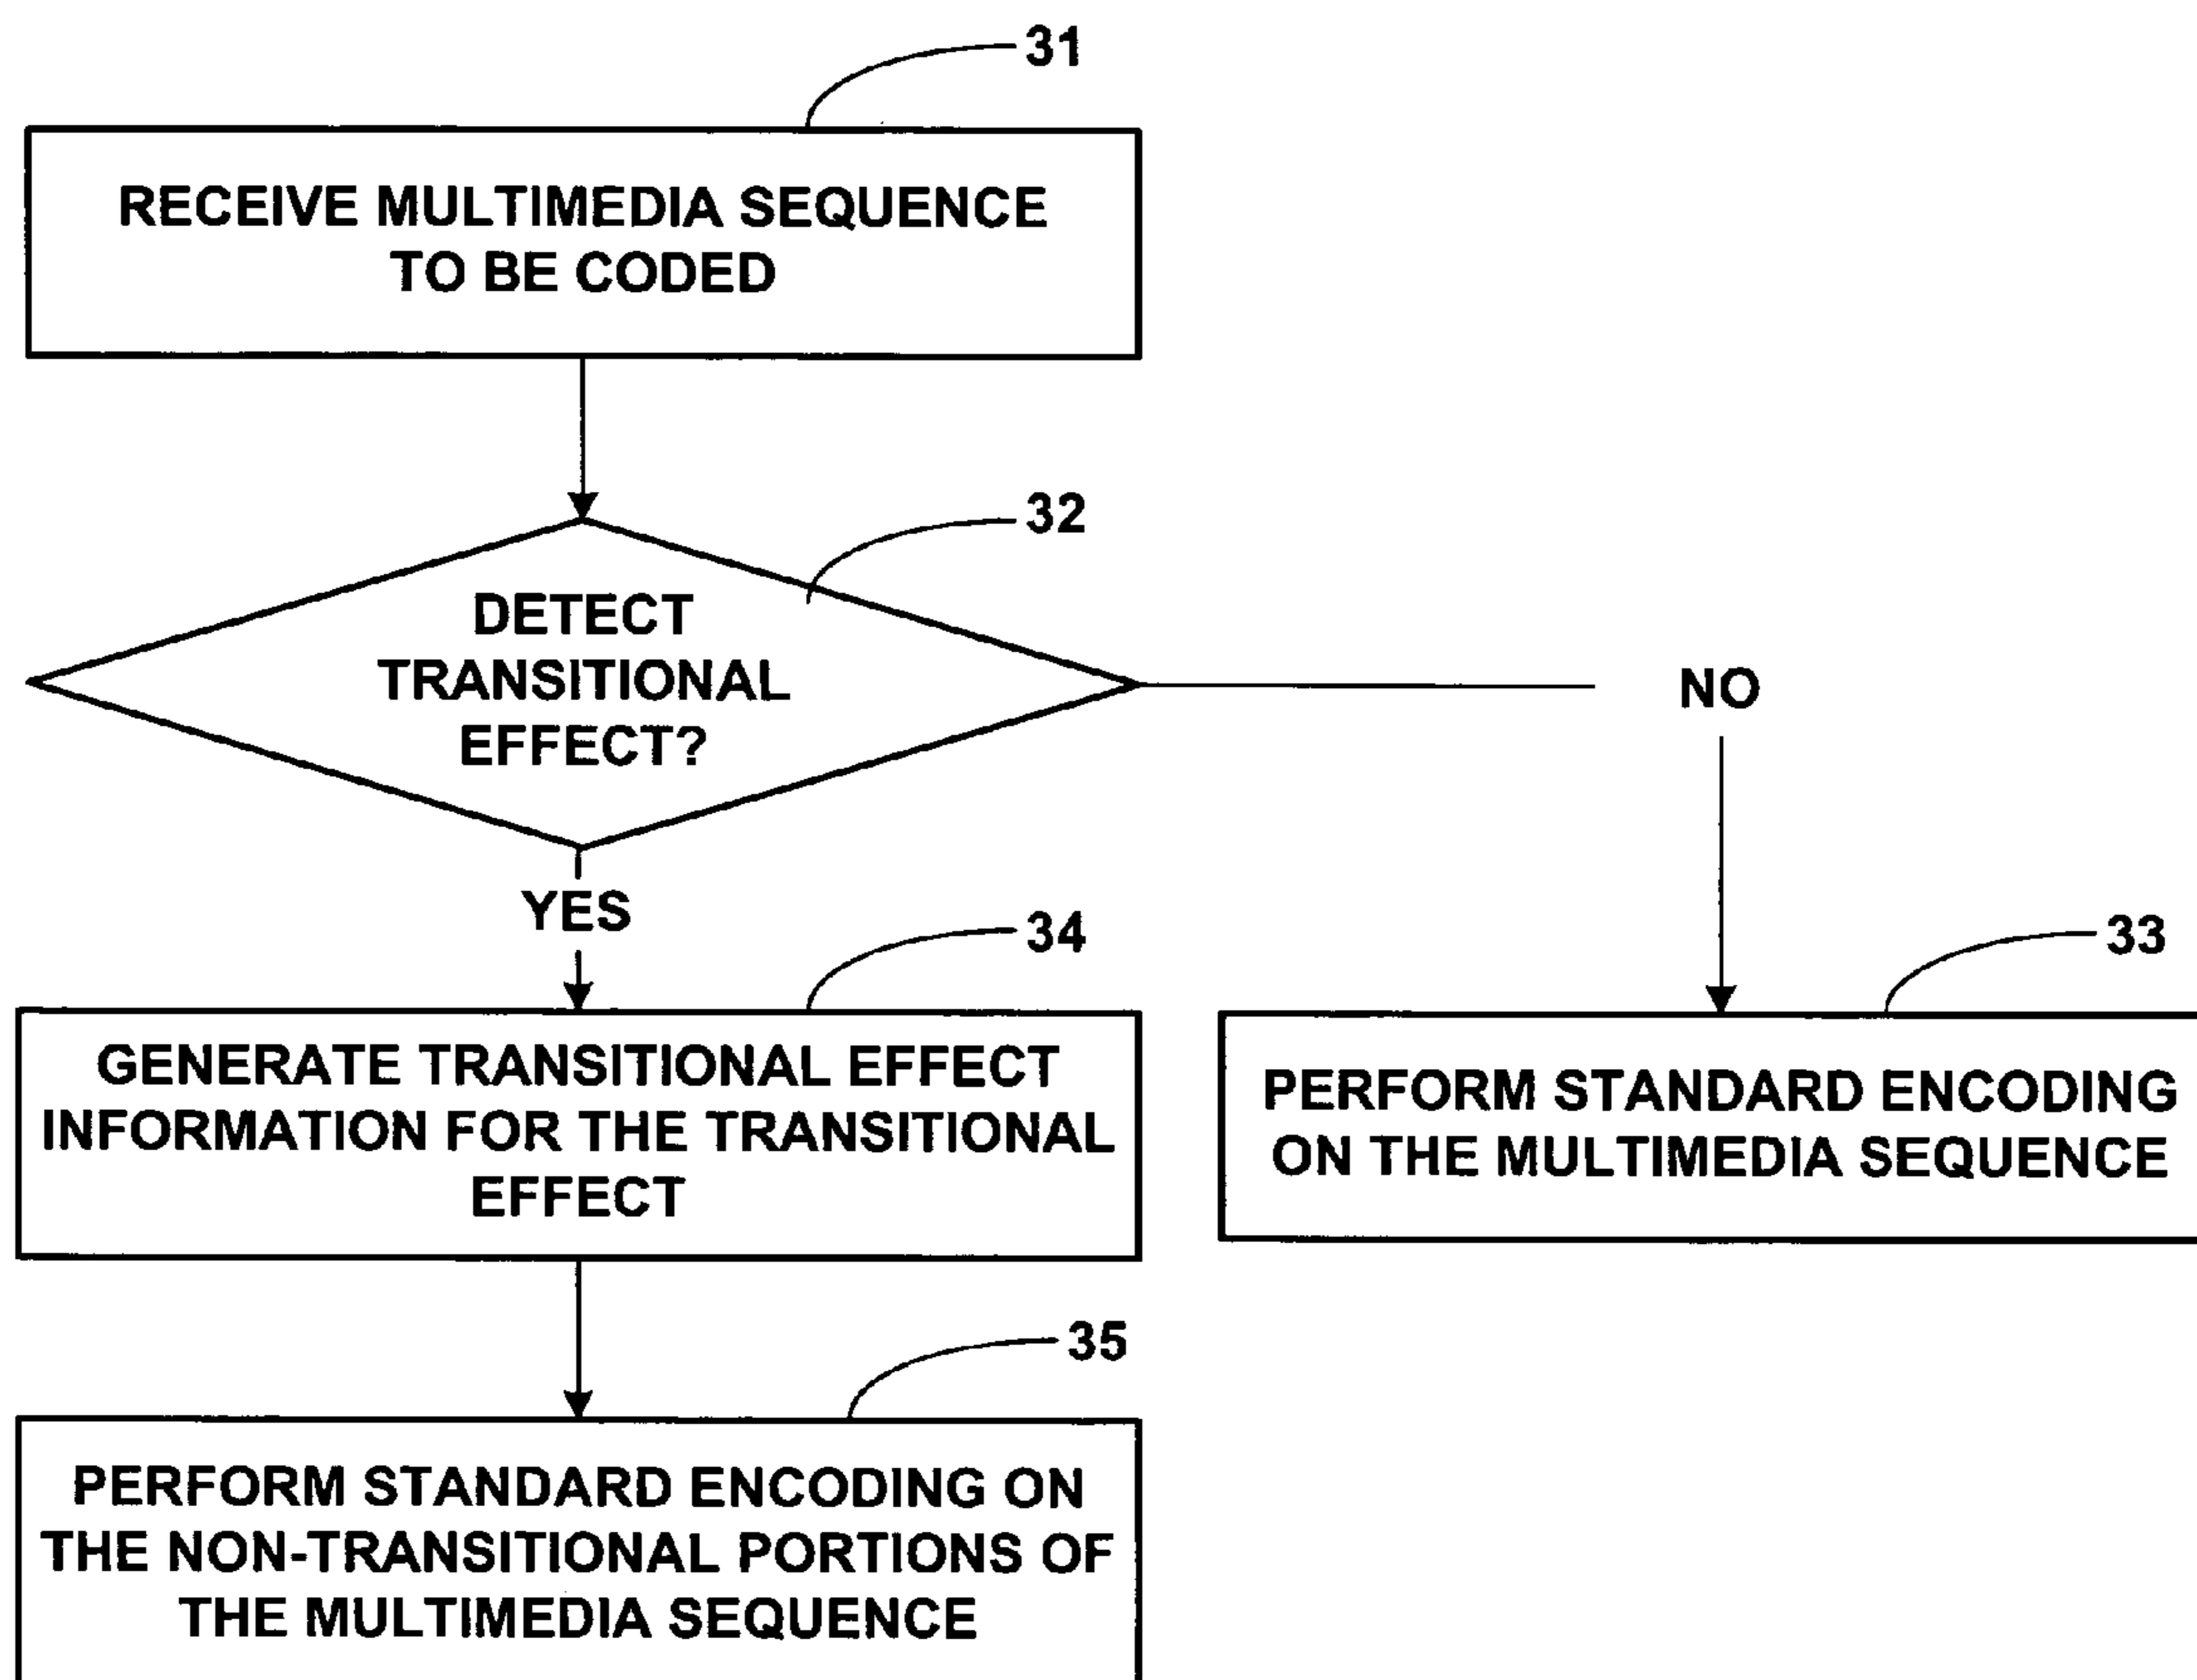 31
RECEIVE MULTIMEDIA SEQUENCE
TO BE CODED
32
DETECT
TRANSITIONAL
EFFECT?
NO
YES
34
GENERATE TRANSITIONAL EFFECT
INFORMATION FOR THE TRANSITIONAL
EFFECT
33
PERFORM STANDARD ENCODING
ON THE MULTIMEDIA SEQUENCE
35
PERFORM STANDARD ENCODING ON
THE NON-TRANSITIONAL PORTIONS OF
THE MULTIMEDIA SEQUENCE